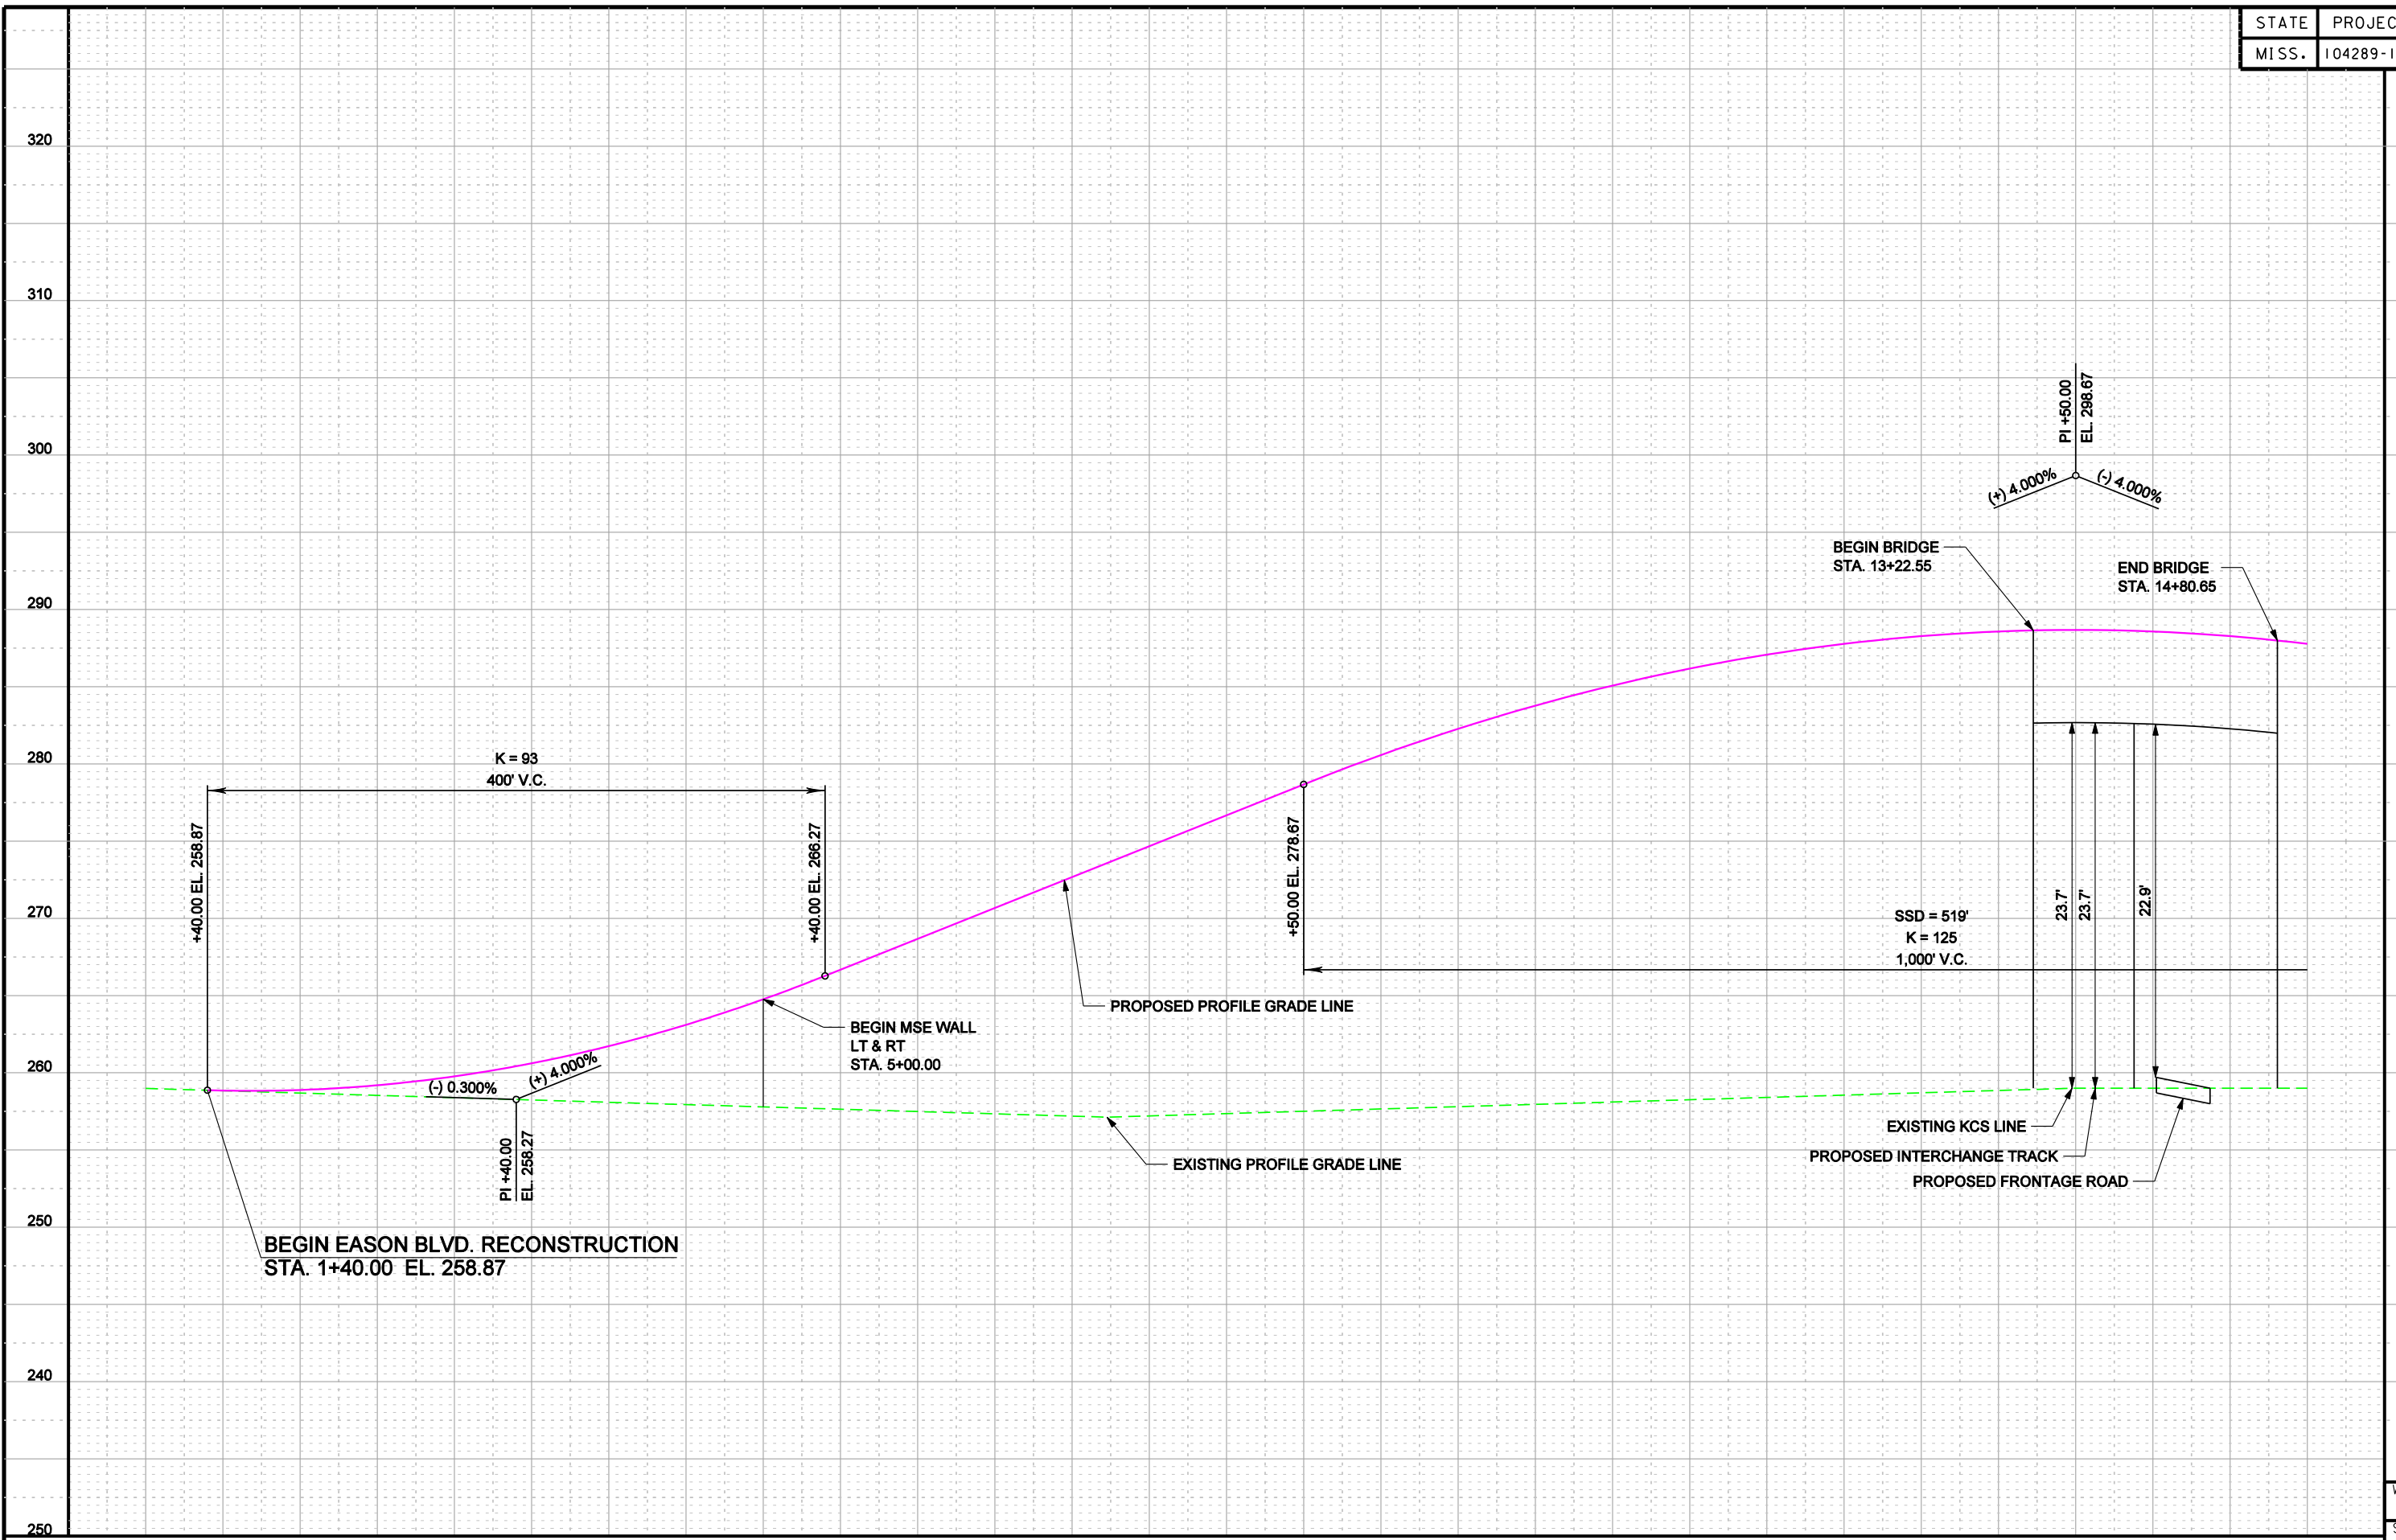 STATE PROJEC
MISS. 104289-1
320
310
300
290
280
270
260
250
240
250
PI +50.00
EL. 298.67
(+) 4.000%
(-) 4.000%
BEGIN BRIDGE
STA. 13+22.55
END BRIDGE
STA. 14+80.65
K = 93
400' V.C.
+40.00 EL. 258.87
+40.00 EL. 266.27
+50.00 EL. 278.67
SSD = 519'
K = 125
1,000' V.C.
23.7'
23.7'
22.9'
PROPOSED PROFILE GRADE LINE
BEGIN MSE WALL
LT & RT
STA. 5+00.00
(-) 0.300%
(+) 4.000%
PI +40.00
EL. 258.27
EXISTING PROFILE GRADE LINE
EXISTING KCS LINE
PROPOSED INTERCHANGE TRACK
PROPOSED FRONTAGE ROAD
BEGIN EASON BLVD. RECONSTRUCTION
STA. 1+40.00 EL. 258.87